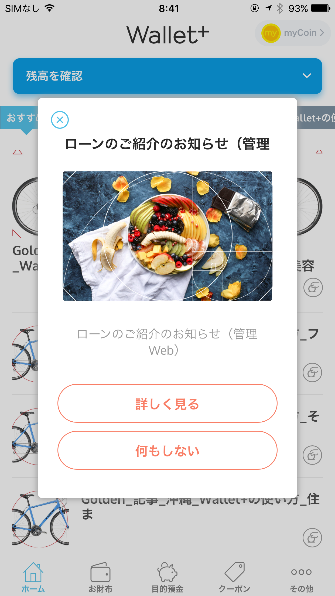 SIMなし 8:41 93%
Wallet+
myCoin
残高を確認
おすす
allet+の使
ローンのご紹介のお知らせ（管理
Golden
_Wa
美容
ローンのご紹介のお知らせ（管理
Web）
_フ
詳しく見る
_そ
何もしない
Golden_記事_沖縄_Wallet+の使い方_住
ま
ホーム お財布 目的預金 クーポン その他